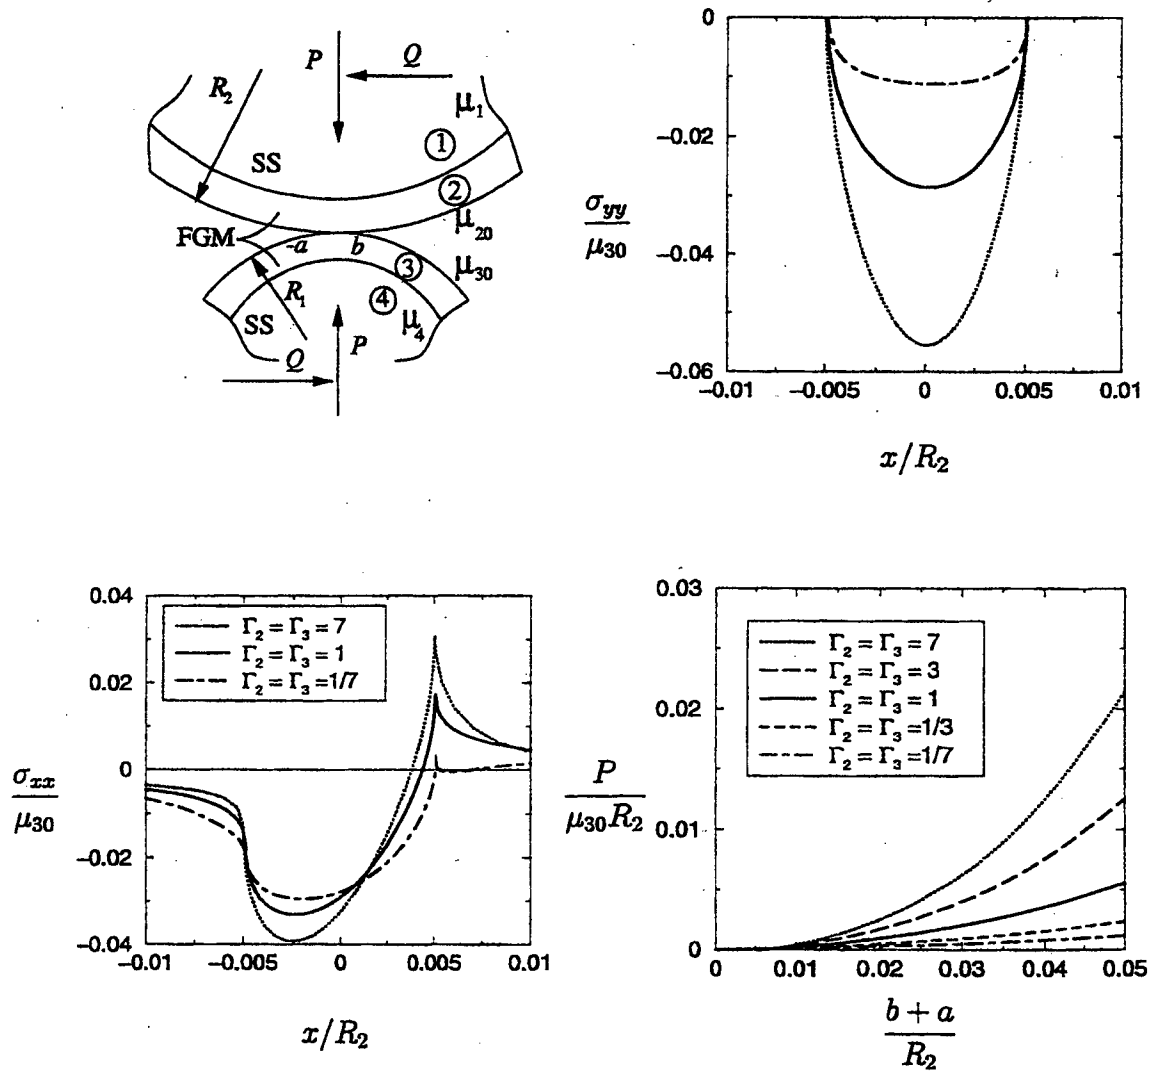 P
Q
R₂
μ₁
①
SS
②
μ₂₀
FGM
-a
b
③
μ₃₀
R₁
④
SS
μ₄
Q
P
0
−0.02
−0.04
−0.06
σ_yy
μ₃₀
−0.01
−0.005
0
0.005
0.01
x/R₂
0.04
0.02
0
−0.02
−0.04
Γ₂ = Γ₃ = 7
Γ₂ = Γ₃ = 1
Γ₂ = Γ₃ =1/7
σ_xx
μ₃₀
−0.01
−0.005
0
0.005
0.01
x/R₂
0.03
0.02
0.01
0
Γ₂ = Γ₃ = 7
Γ₂ = Γ₃ = 3
Γ₂ = Γ₃ = 1
Γ₂ = Γ₃ =1/3
Γ₂ = Γ₃ =1/7
P
μ₃₀R₂
0
0.01
0.02
0.03
0.04
0.05
b + a
R₂